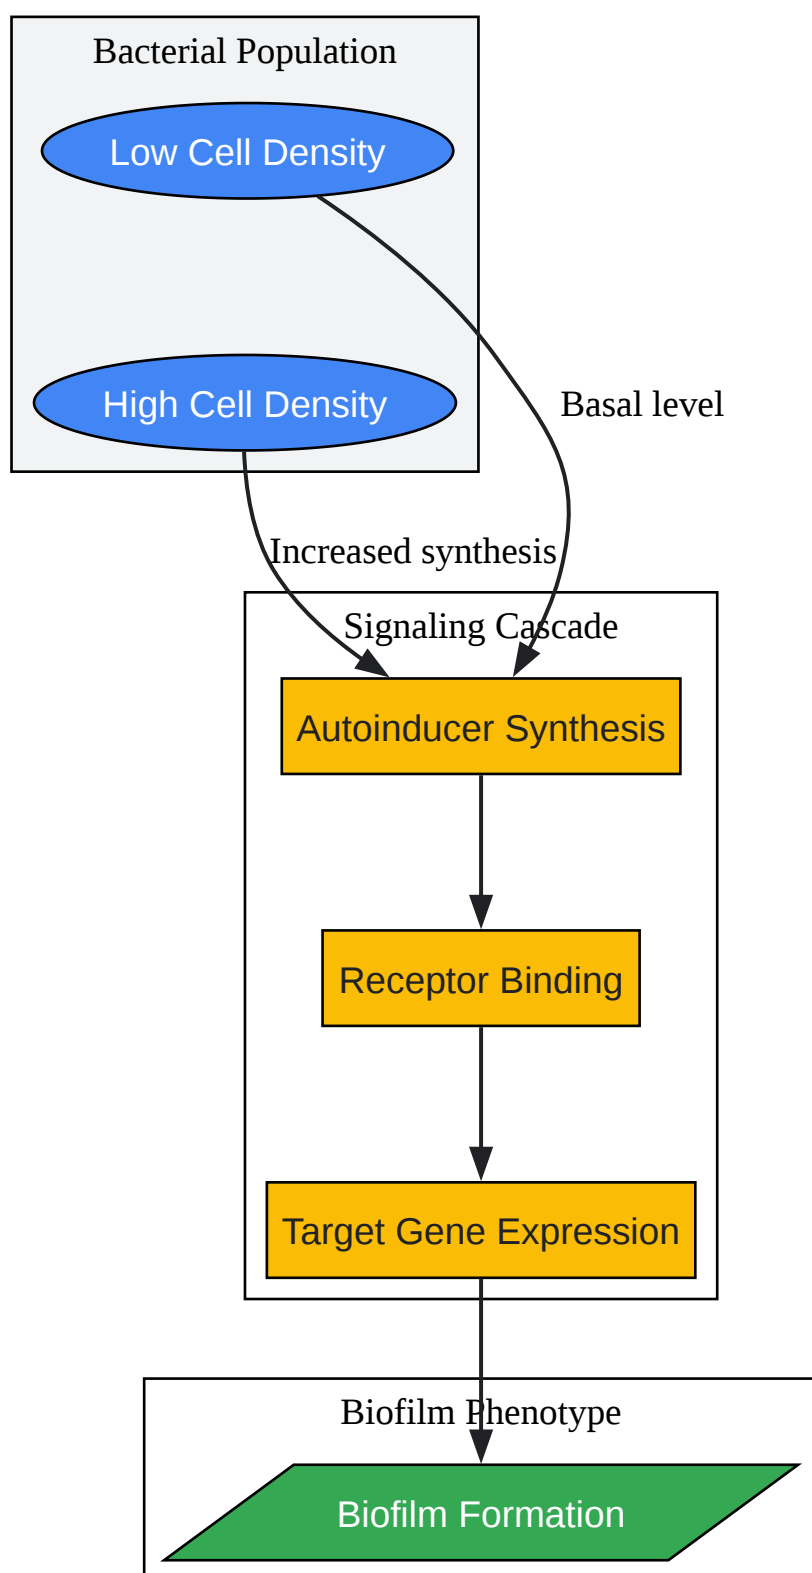 Bacterial Population
Low Cell Density
High Cell Density
Basal level
Increased synthesis
Signaling Cascade
Autoinducer Synthesis
Receptor Binding
Target Gene Expression
Biofilm Phenotype
Biofilm Formation